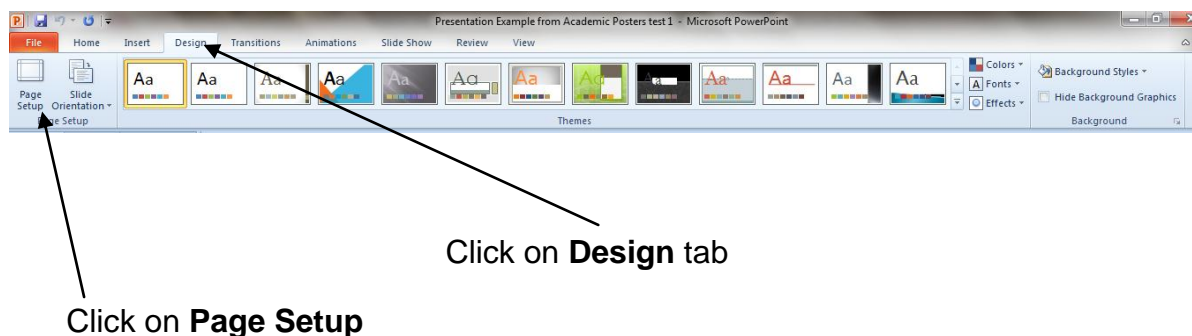 Presentation Example from Academic Posters test 1 - Microsoft PowerPoint
File Home Insert Design Transitions Animations Slide Show Review View
Aa Aa Aa Aa Aa Aa Aa Aa Aa Aa Aa Aa Aa
Colors
Fonts
Effects
Background Styles
Hide Background Graphics
Page Setup
Slide Orientation
Page Setup
Themes
Background
Click on Design tab
Click on Page Setup